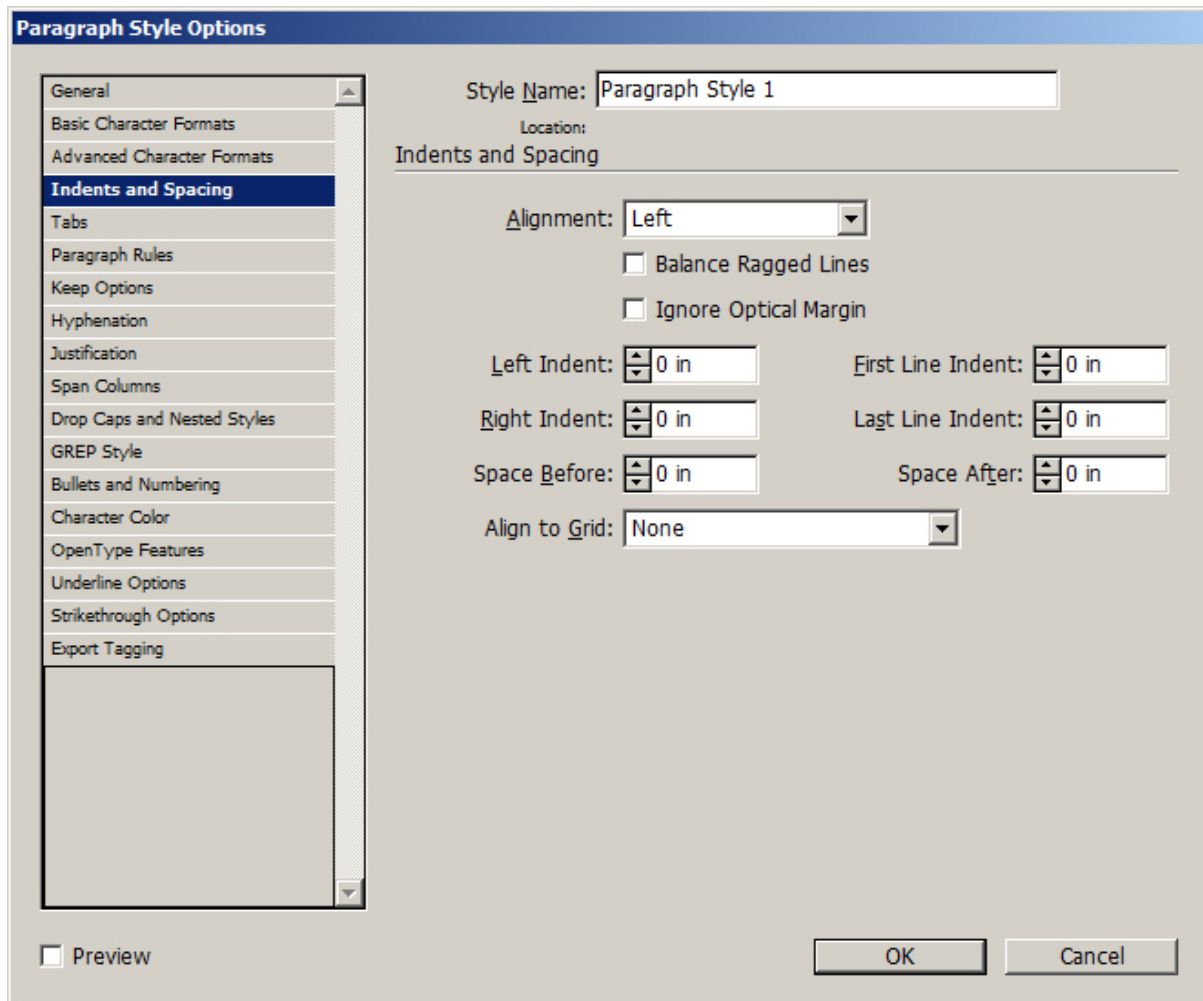 Paragraph Style Options
General
Basic Character Formats
Advanced Character Formats
Indents and Spacing
Tabs
Paragraph Rules
Keep Options
Hyphenation
Justification
Span Columns
Drop Caps and Nested Styles
GREP Style
Bullets and Numbering
Character Color
OpenType Features
Underline Options
Strikethrough Options
Export Tagging
Style Name: Paragraph Style 1
Location:
Indents and Spacing
Alignment: Left
Balance Ragged Lines
Ignore Optical Margin
Left Indent: 0 in First Line Indent: 0 in
Right Indent: 0 in Last Line Indent: 0 in
Space Before: 0 in Space After: 0 in
Align to Grid: None
Preview OK Cancel